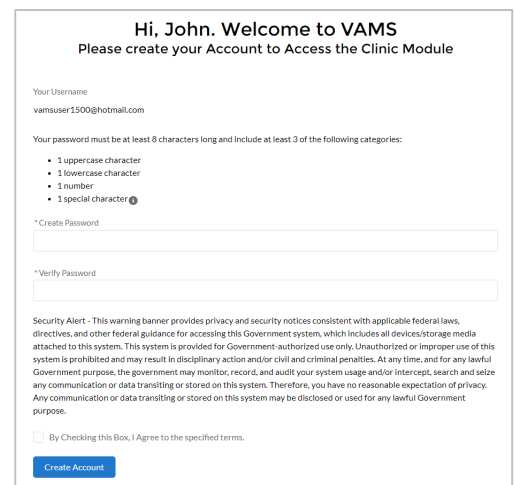 Hi, John. Welcome to VAMS
Please create your Account to Access the Clinic Module
Your Username
vamsuser1500@hotmail.com
Your password must be at least 8 characters long and include at least 3 of the following categories:
• 1 uppercase character
• 1 lowercase character
• 1 number
• 1 special character i
* Create Password
* Verify Password
Security Alert - This warning banner provides privacy and security notices consistent with applicable federal laws,
directives, and other federal guidance for accessing this Government system, which includes all devices/storage media
attached to this system. This system is provided for Government-authorized use only. Unauthorized or improper use of this
system is prohibited and may result in disciplinary action and/or civil and criminal penalties. At any time, and for any lawful
Government purpose, the government may monitor, record, and audit your system usage and/or intercept, search and seize
any communication or data transiting or stored on this system. Therefore, you have no reasonable expectation of privacy.
Any communication or data transiting or stored on this system may be disclosed or used for any lawful Government
purpose.
By Checking this Box, I Agree to the specified terms.
Create Account